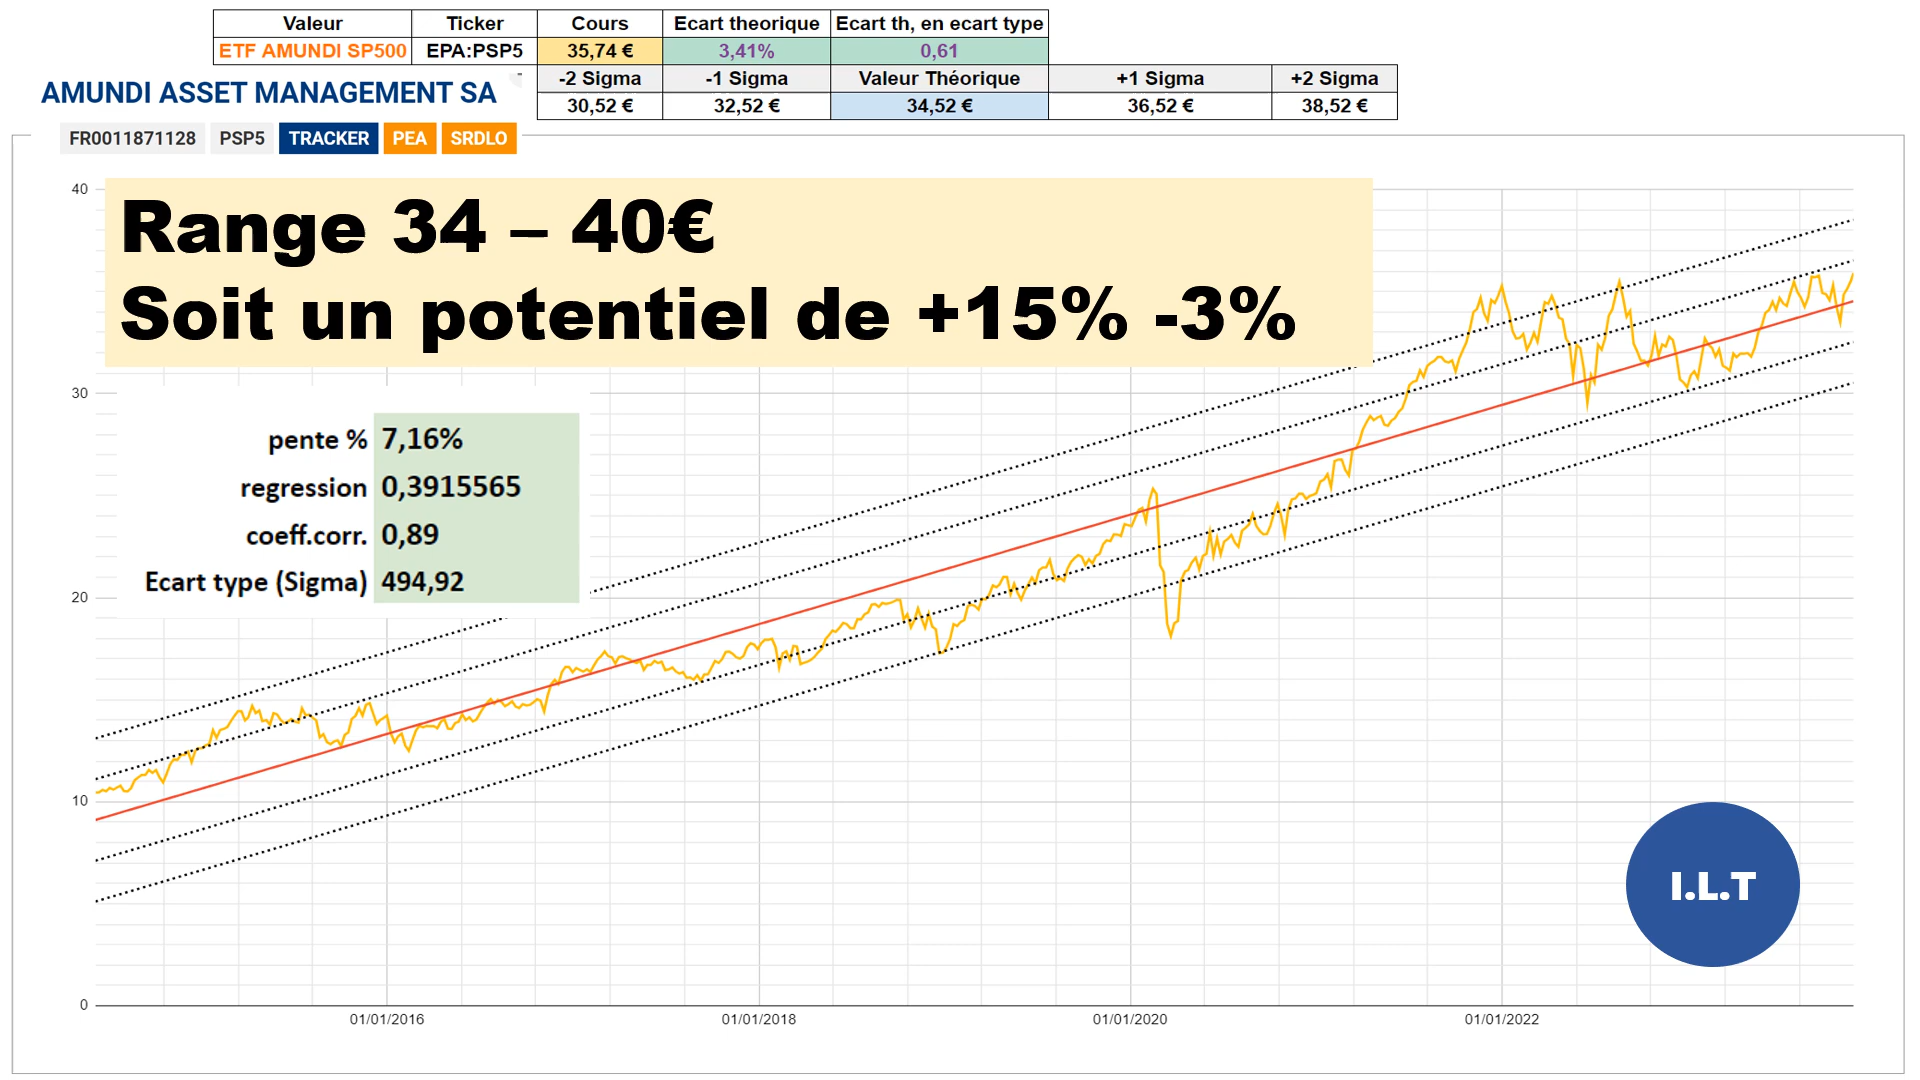 Valeur Ticker Cours Ecart theorique Ecart th, en ecart type
ETF AMUNDI SP500 EPA:PSP5 35,74 € 3,41% 0,61
-2 Sigma -1 Sigma Valeur Théorique +1 Sigma +2 Sigma
30,52 € 32,52 € 34,52 € 36,52 € 38,52 €
AMUNDI ASSET MANAGEMENT SA
FR0011871128 PSP5 TRACKER PEA SRDLO
Range 34 – 40€
Soit un potentiel de +15% -3%
40
30
20
10
0
pente % 7,16%
regression 0,3915565
coeff.corr. 0,89
Ecart type (Sigma) 494,92
I.L.T
01/01/2016 01/01/2018 01/01/2020 01/01/2022